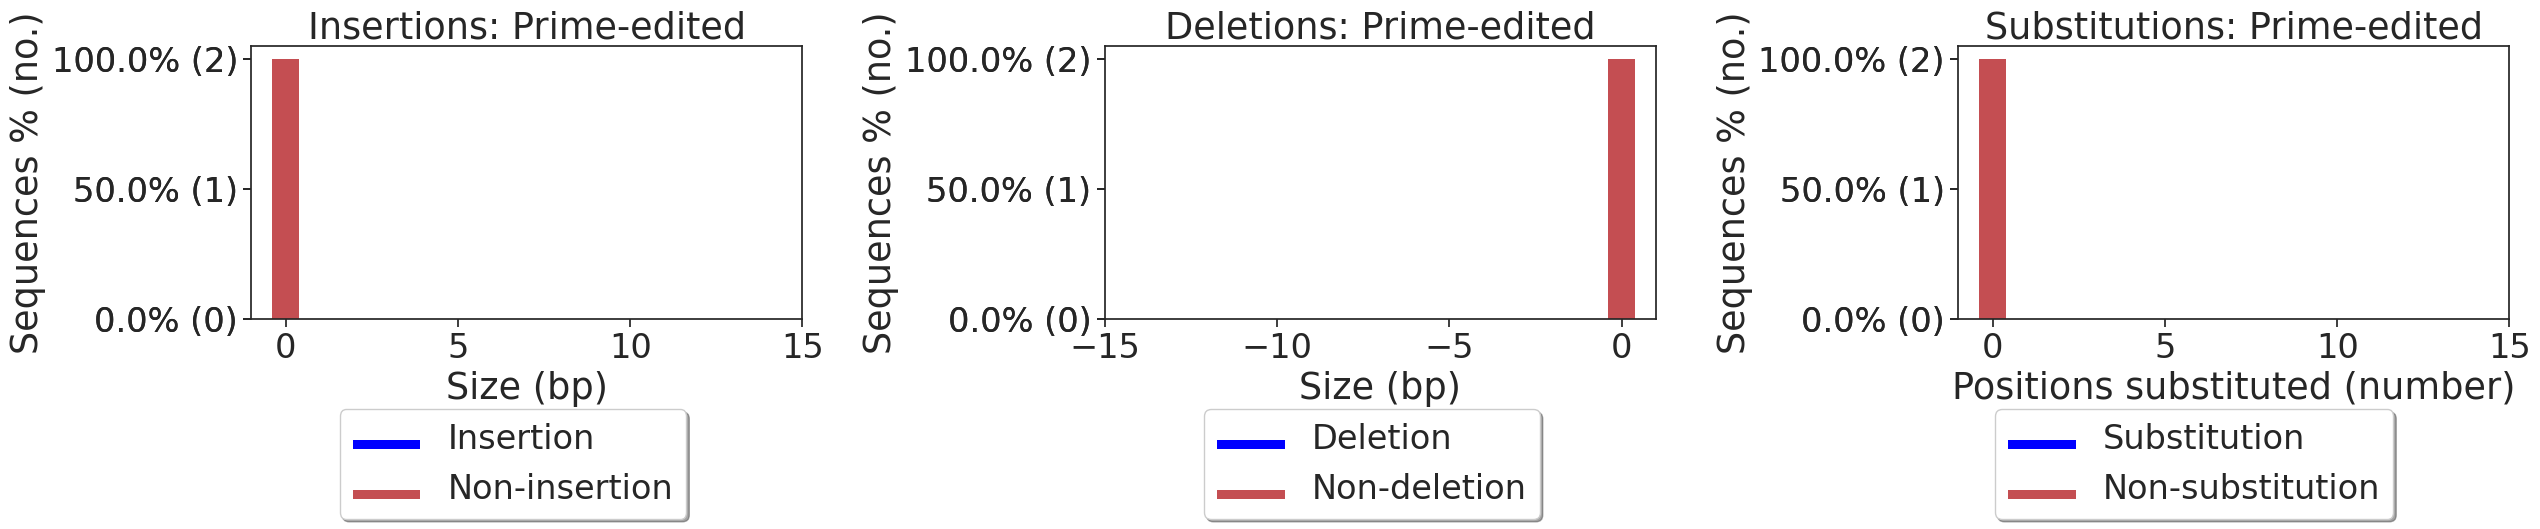 Insertions: Prime-edited
Sequences % (no.)
100.0% (2)
50.0% (1)
0.0% (0)
0 5 10 15
Size (bp)
Insertion
Non-insertion
Deletions: Prime-edited
Sequences % (no.)
100.0% (2)
50.0% (1)
0.0% (0)
−15 −10 −5 0
Size (bp)
Deletion
Non-deletion
Substitutions: Prime-edited
Sequences % (no.)
100.0% (2)
50.0% (1)
0.0% (0)
0 5 10 15
Positions substituted (number)
Substitution
Non-substitution